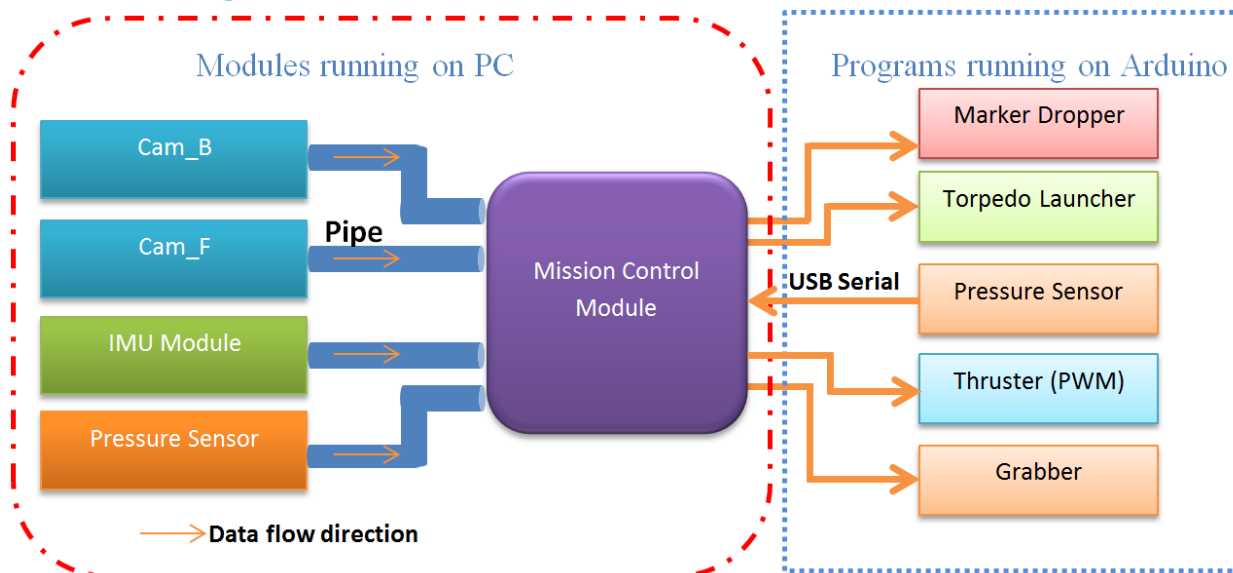 Modules running on PC
Programs running on Arduino
Cam_B
Cam_F
IMU Module
Pressure Sensor
Pipe
Mission Control
Module
USB Serial
Marker Dropper
Torpedo Launcher
Pressure Sensor
Thruster (PWM)
Grabber
Data flow direction